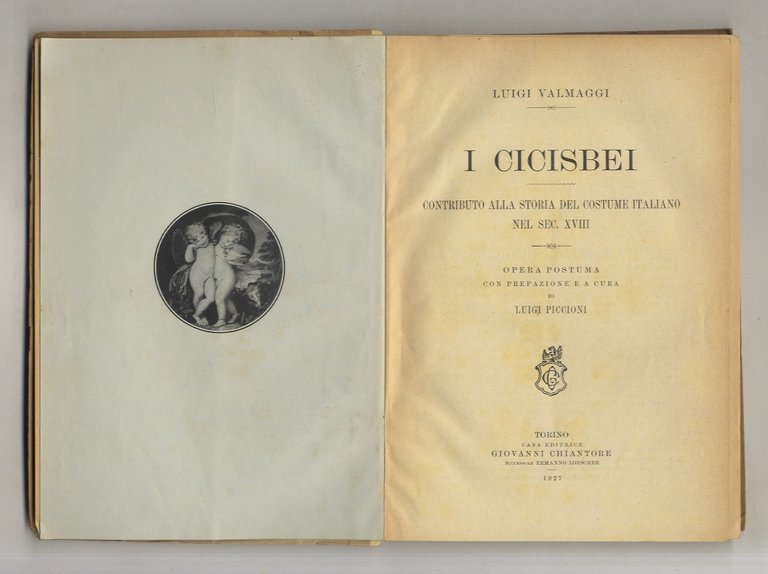 LUIGI VALMAGGI
I CICISBEI
CONTRIBUTO ALLA STORIA DEL COSTUME ITALIANO
NEL SEC. XVIII
OPERA POSTUMA
CON PREFAZIONE E A CURA
DI
LUIGI PICCIONI
TORINO
CASA EDITRICE
GIOVANNI CHIANTORE
SUCCESSORE ERMANNO LOESCHER
1927